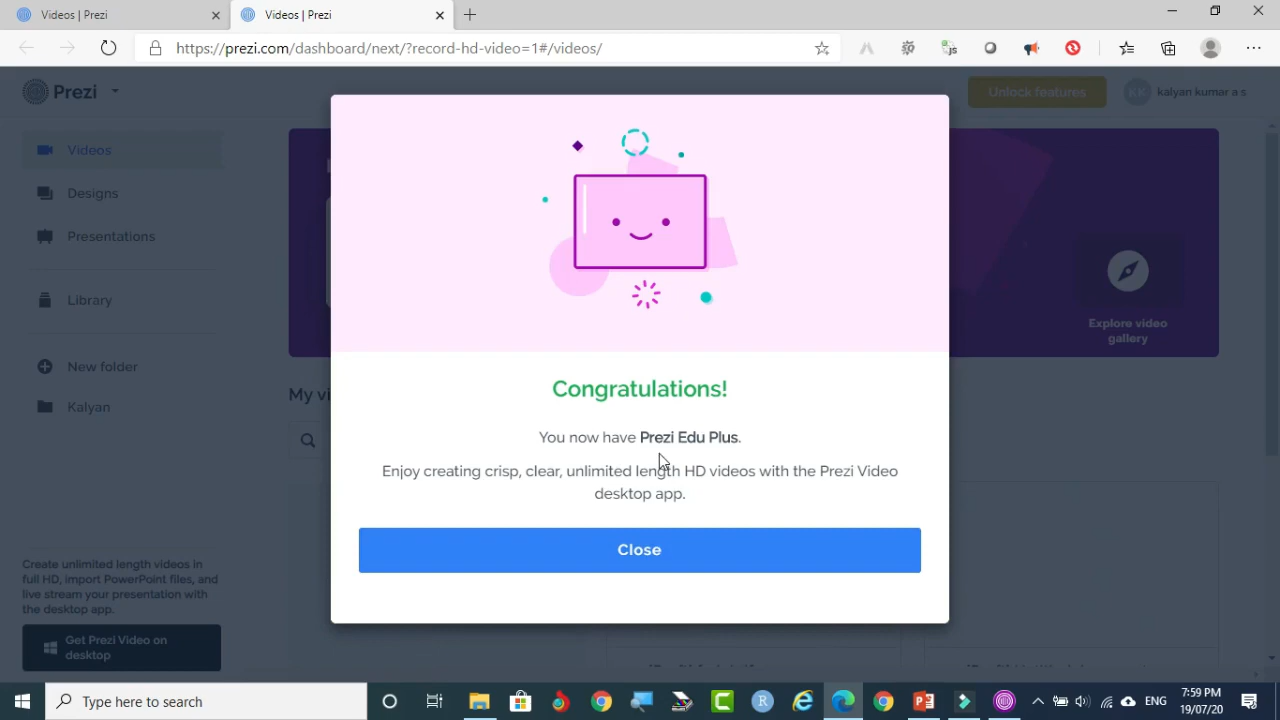 Videos | Prezi
Videos | Prezi
https://prezi.com/dashboard/next/?record-hd-video=1#/videos/
Prezi
Unlock features
KK
kalyan kumar a s
Videos
Designs
Presentations
Library
New folder
Kalyan
Explore video
gallery
My vi
Congratulations!
You now have Prezi Edu Plus.
Enjoy creating crisp, clear, unlimited length HD videos with the Prezi Video
desktop app.
Close
Create unlimited length videos in
full HD, import PowerPoint files, and
live stream your presentation with
the desktop app.
Get Prezi Video on
desktop
Type here to search
ENG
7:59 PM
19/07/20